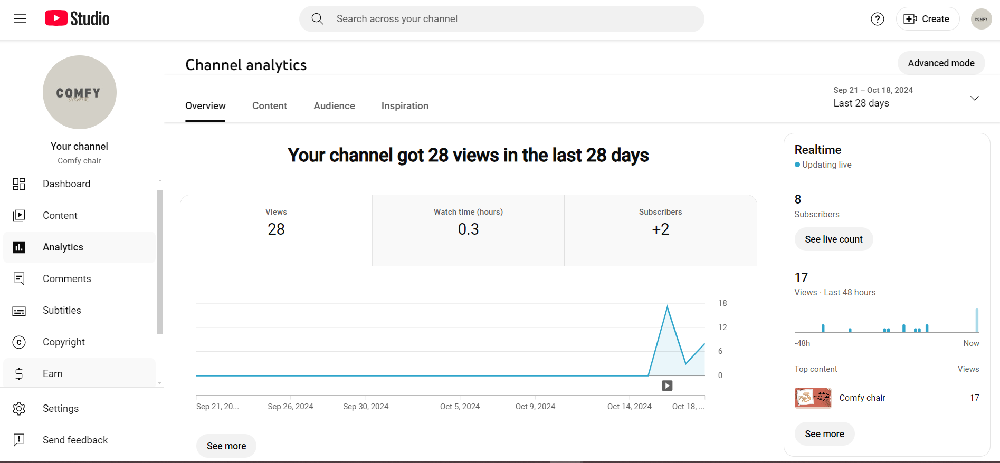 Studio
Search across your channel
Create
COMFY
COMFY
CHAIR
Your channel
Comfy chair
Dashboard
Content
Analytics
Comments
Subtitles
Copyright
Earn
Settings
Send feedback
Channel analytics
Advanced mode
Overview
Content
Audience
Inspiration
Sep 21 – Oct 18, 2024
Last 28 days
Your channel got 28 views in the last 28 days
Views
28
Watch time (hours)
0.3
Subscribers
+2
18
12
6
0
Sep 21, 20...
Sep 26, 2024
Sep 30, 2024
Oct 5, 2024
Oct 9, 2024
Oct 14, 2024
Oct 18, ...
See more
Realtime
Updating live
8
Subscribers
See live count
17
Views · Last 48 hours
-48h
Now
Top content
Views
Comfy chair
17
See more